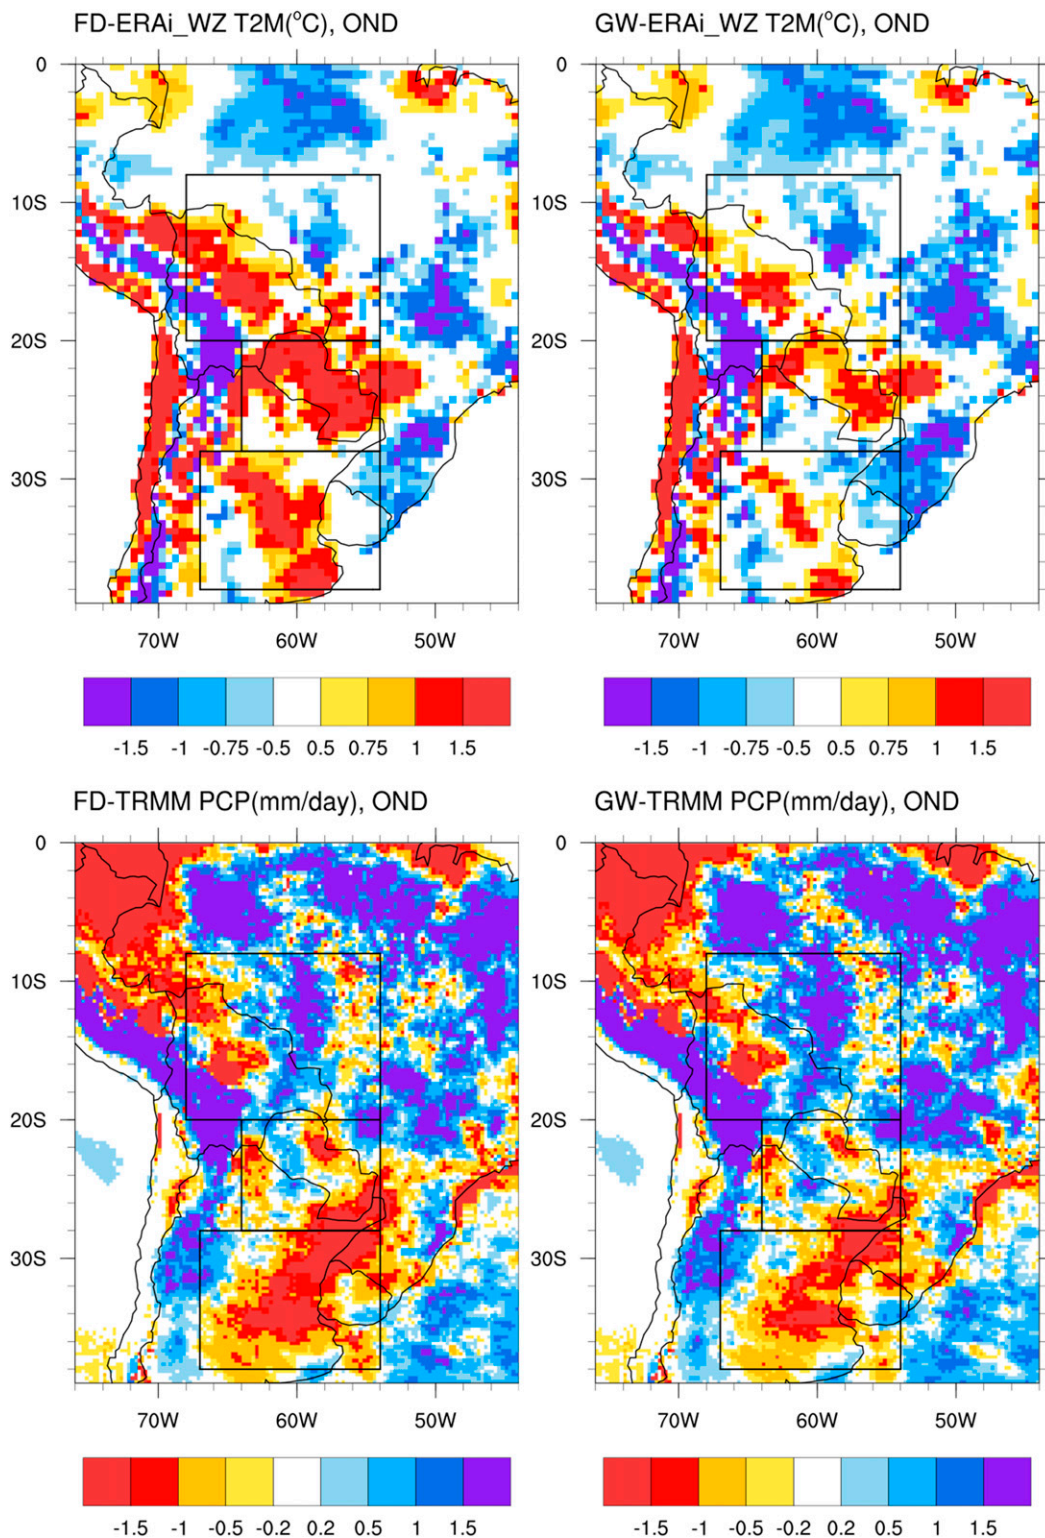 FD-ERAi_WZ T2M(°C), OND
GW-ERAi_WZ T2M(°C), OND
0
10S
20S
30S
70W 60W 50W
0
10S
20S
30S
70W 60W 50W
-1.5 -1 -0.75 -0.5 0.5 0.75 1 1.5
-1.5 -1 -0.75 -0.5 0.5 0.75 1 1.5
FD-TRMM PCP(mm/day), OND
GW-TRMM PCP(mm/day), OND
0
10S
20S
30S
70W 60W 50W
0
10S
20S
30S
70W 60W 50W
-1.5 -1 -0.5 -0.2 0.2 0.5 1 1.5
-1.5 -1 -0.5 -0.2 0.2 0.5 1 1.5